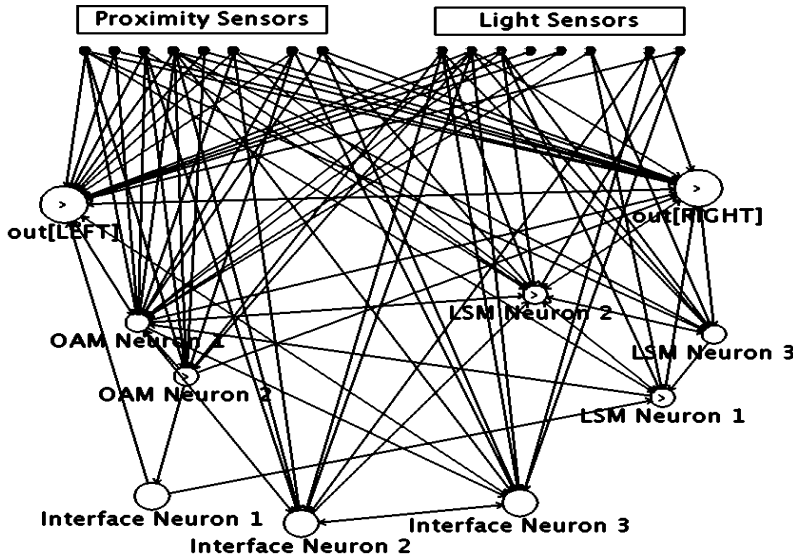 Proximity Sensors
Light Sensors
out[LEFT]
out[RIGHT]
OAM Neuron 1
LSM Neuron 2
LSM Neuron 3
OAM Neuron 2
LSM Neuron 1
Interface Neuron 1
Interface Neuron 2
Interface Neuron 3